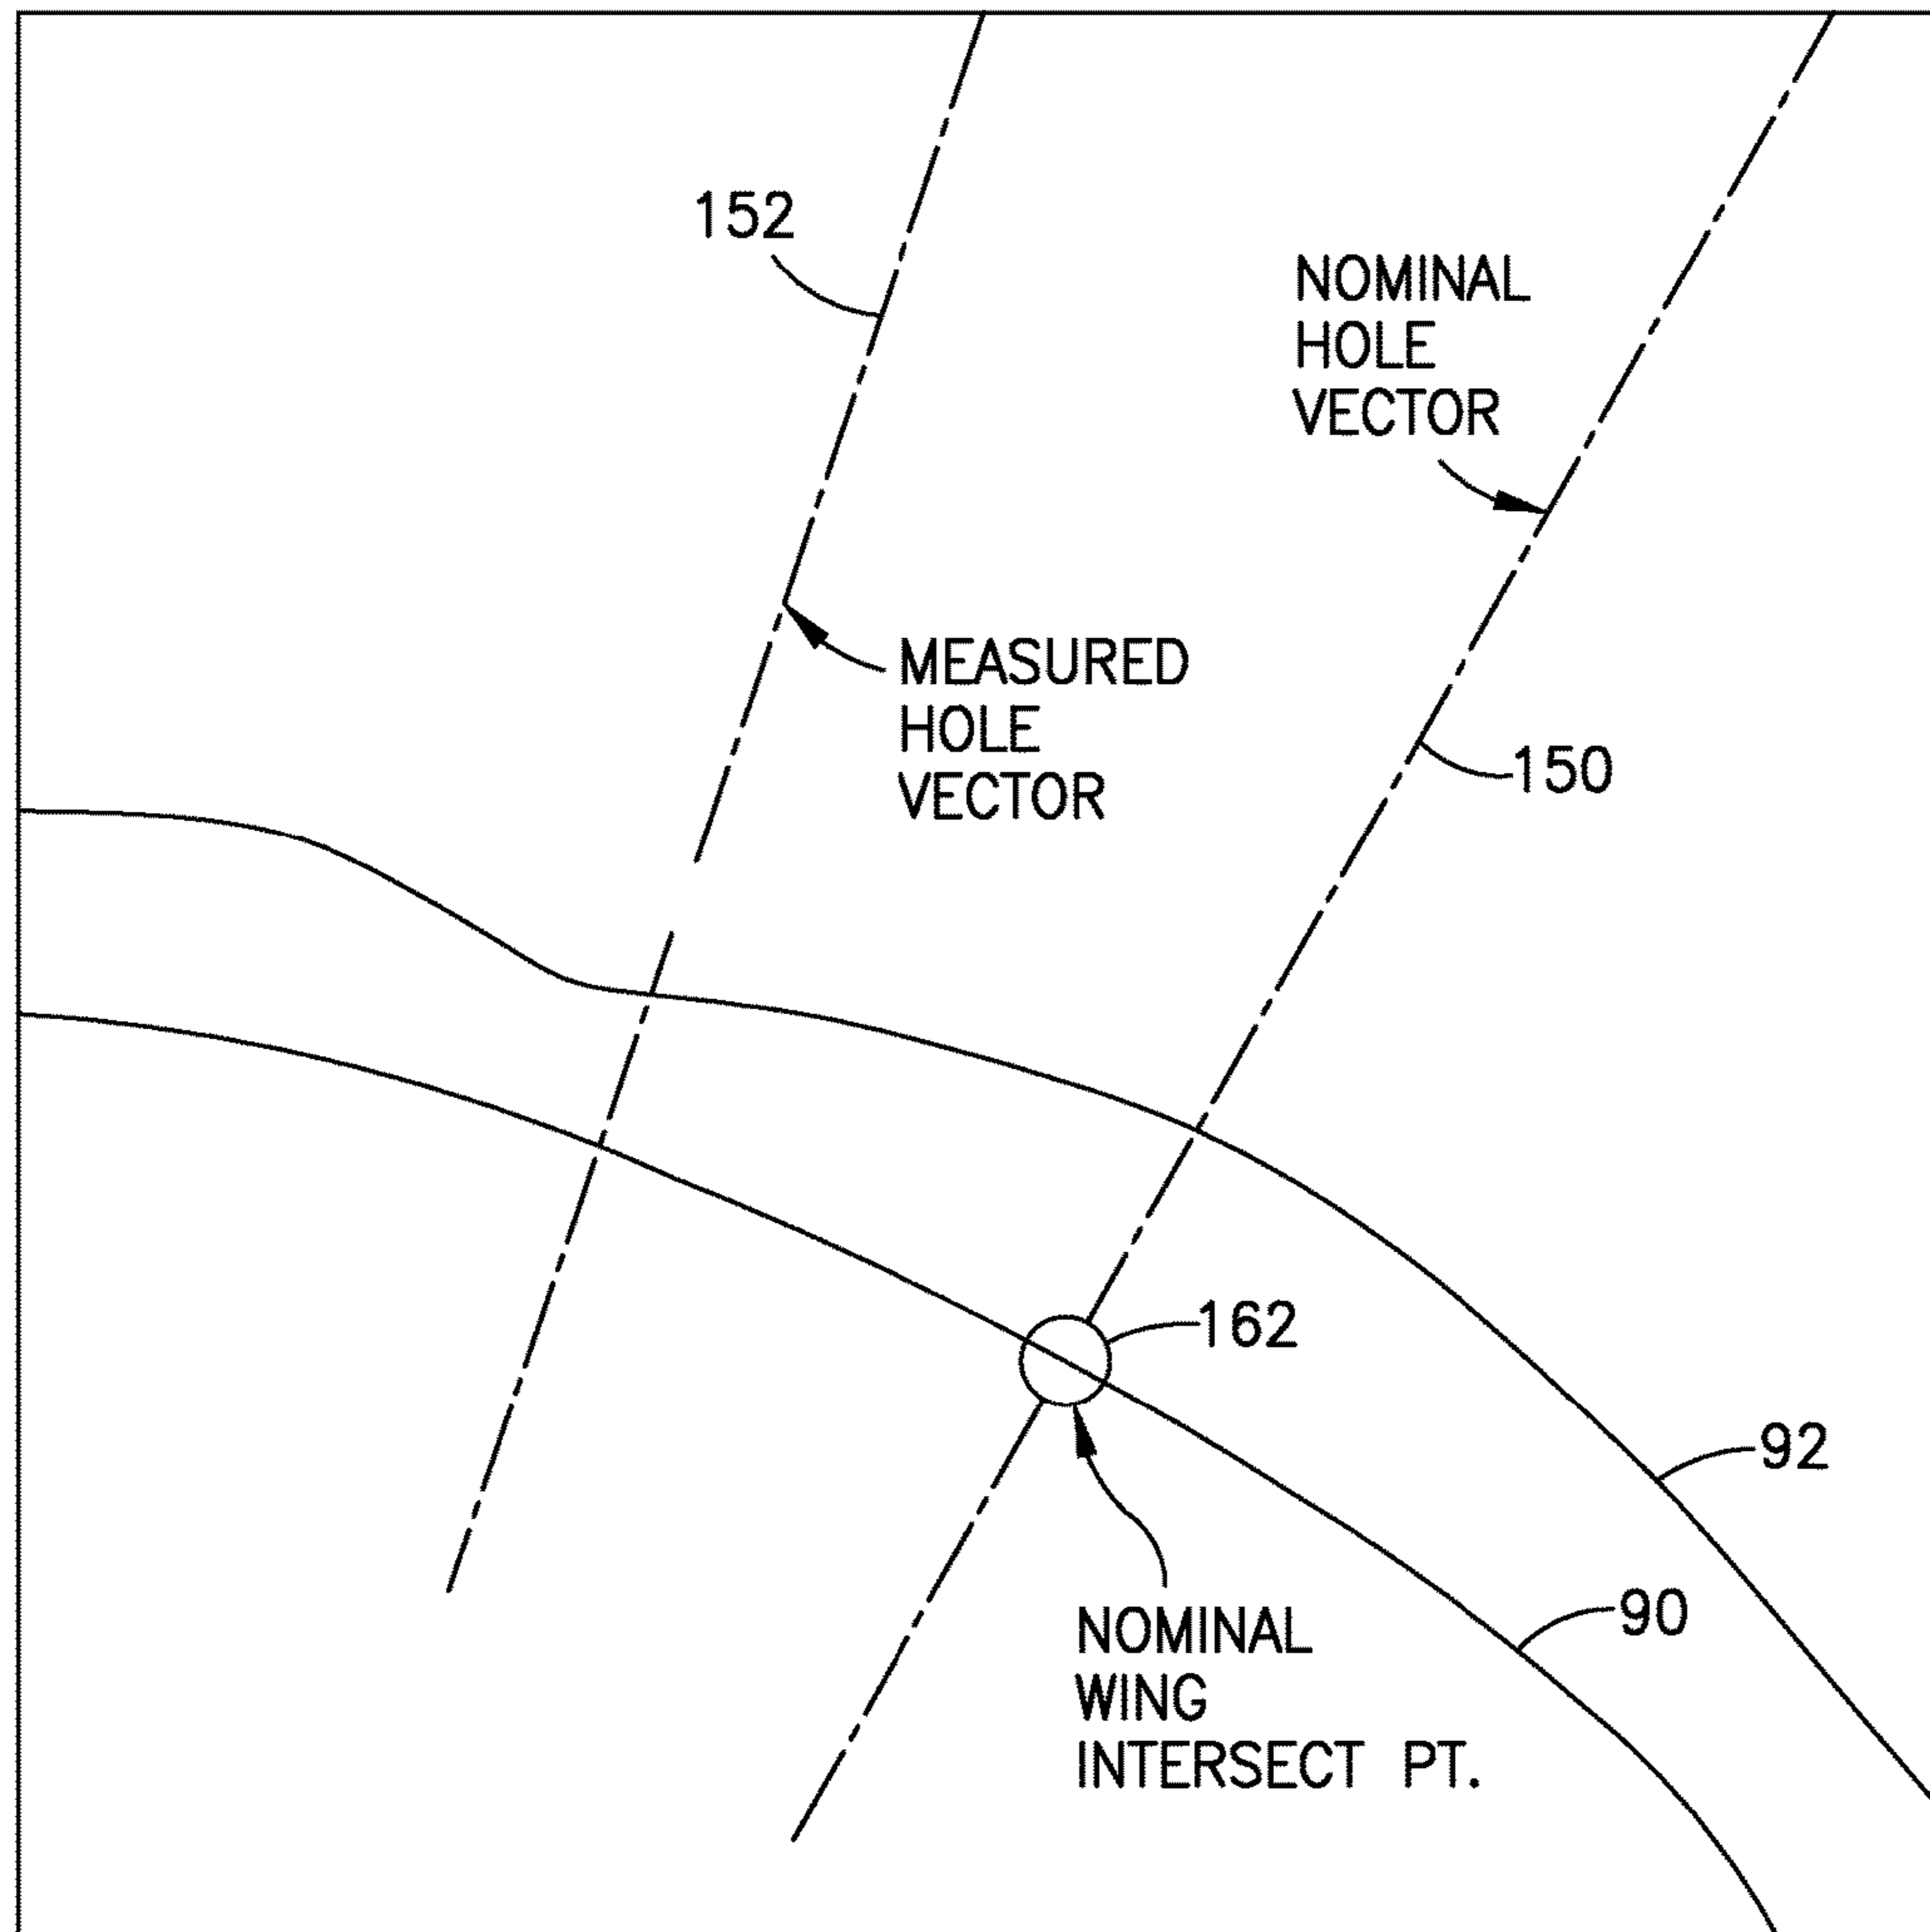 152
NOMINAL
HOLE
VECTOR
MEASURED
HOLE
VECTOR
150
162
92
90
NOMINAL
WING
INTERSECT PT.